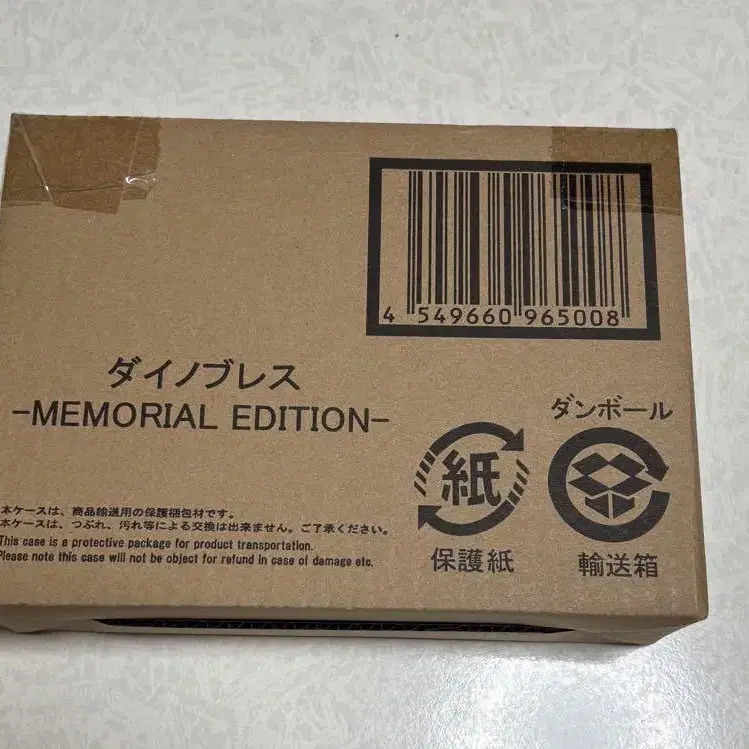 4 549660 965008
ダイノブレス
-MEMORIAL EDITION-
ダンボール
紙
保護紙
輸送箱
本ケースは、商品輸送用の保護梱包材です。
本ケースは、つぶれ、汚れ等による交換は出来ません。ご了承ください。
This case is a protective package for product transportation.
Please note this case will not be object for refund in case of damage etc.